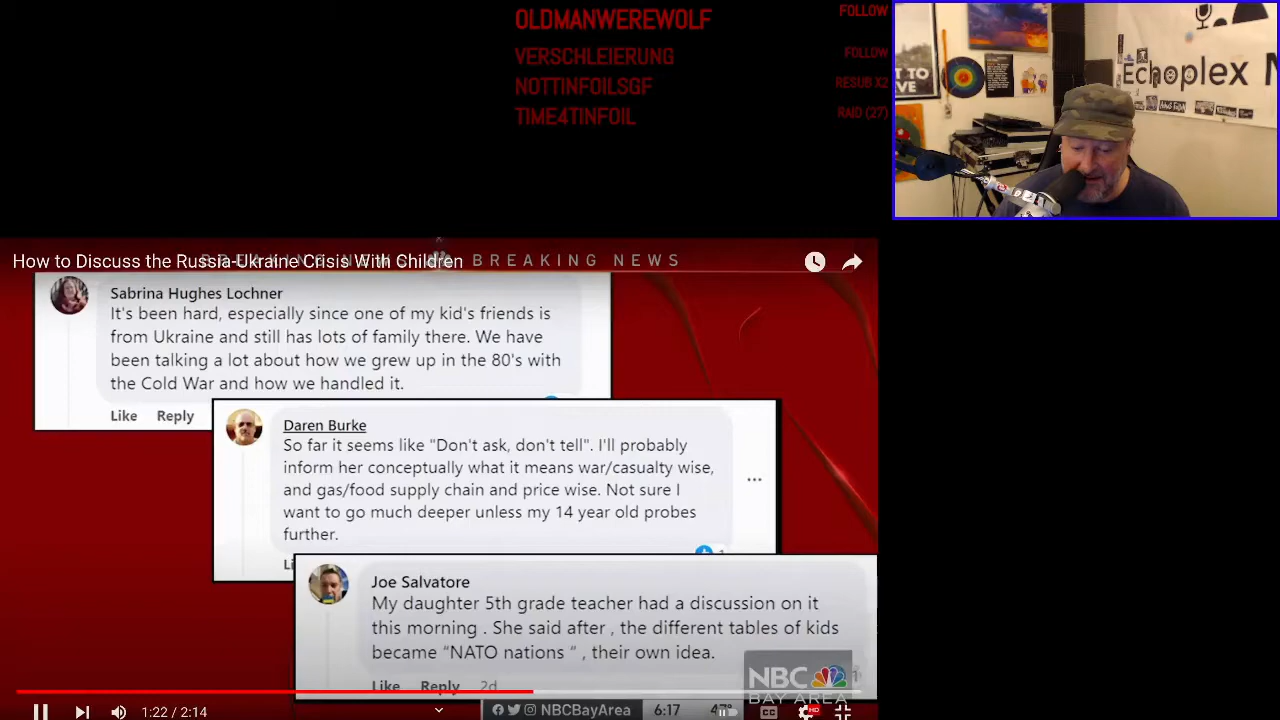 OLDMANWEREWOLF
FOLLOW
VERSCHLEIERUNG
FOLLOW
NOTTINFOILSGF
RESUB X2
TIME4TINFOIL
RAID (27)
Echoplex M
How to Discuss the Russia-Ukraine Crisis With Children
BREAKING NEWS
Sabrina Hughes Lochner
It's been hard, especially since one of my kid's friends is
from Ukraine and still has lots of family there. We have
been talking a lot about how we grew up in the 80's with
the Cold War and how we handled it.
Like Reply
Daren Burke
So far it seems like "Don't ask, don't tell". I'll probably
inform her conceptually what it means war/casualty wise,
and gas/food supply chain and price wise. Not sure I
want to go much deeper unless my 14 year old probes
further.
Li
Joe Salvatore
My daughter 5th grade teacher had a discussion on it
this morning . She said after , the different tables of kids
became “NATO nations “ , their own idea.
Like Reply 2d
NBC
BAY AREA
1:22 / 2:14
NBCBayArea
6:17
CC
HD